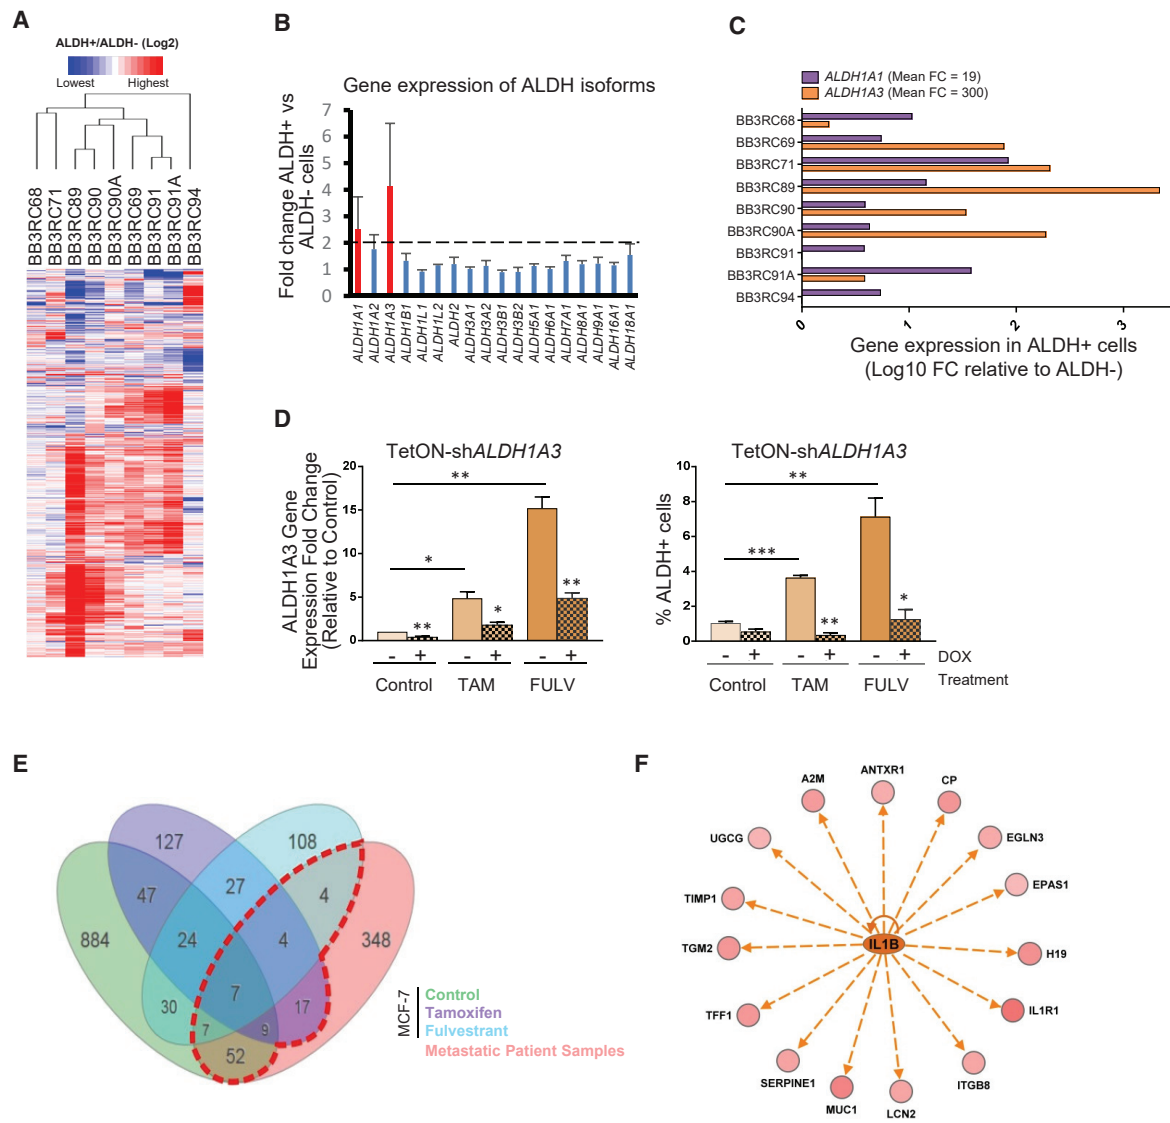 A
ALDH+/ALDH- (Log2)
Lowest
Highest
BB3RC68
BB3RC71
BB3RC89
BB3RC90
BB3RC90A
BB3RC69
BB3RC91
BB3RC91A
BB3RC94
B
Gene expression of ALDH isoforms
Fold change ALDH+ vs
ALDH- cells
7
6
5
4
3
2
1
0
ALDH1A1
ALDH1A2
ALDH1A3
ALDH1B1
ALDH1L1
ALDH1L2
ALDH2
ALDH3A1
ALDH3A2
ALDH3B1
ALDH3B2
ALDH5A1
ALDH6A1
ALDH7A1
ALDH8A1
ALDH9A1
ALDH16A1
ALDH18A1
C
ALDH1A1 (Mean FC = 19)
ALDH1A3 (Mean FC = 300)
BB3RC68
BB3RC69
BB3RC71
BB3RC89
BB3RC90
BB3RC90A
BB3RC91
BB3RC91A
BB3RC94
0
1
2
3
Gene expression in ALDH+ cells
(Log10 FC relative to ALDH-)
D
TetON-shALDH1A3
ALDH1A3 Gene
Expression Fold Change
(Relative to Control)
20
15
10
5
0
**
*
**
*
**
- + - + - +
Control TAM FULV
TetON-shALDH1A3
% ALDH+ cells
10
8
6
4
2
0
**
***
**
*
- + - + - + DOX
Control TAM FULV Treatment
E
127
108
47
27
4
884
24
4
348
30
7
17
7
9
52
MCF-7
Control
Tamoxifen
Fulvestrant
Metastatic Patient Samples
F
ANTXR1
A2M
CP
UGCG
EGLN3
EPAS1
TIMP1
IL1B
TGM2
H19
TFF1
IL1R1
SERPINE1
ITGB8
MUC1
LCN2